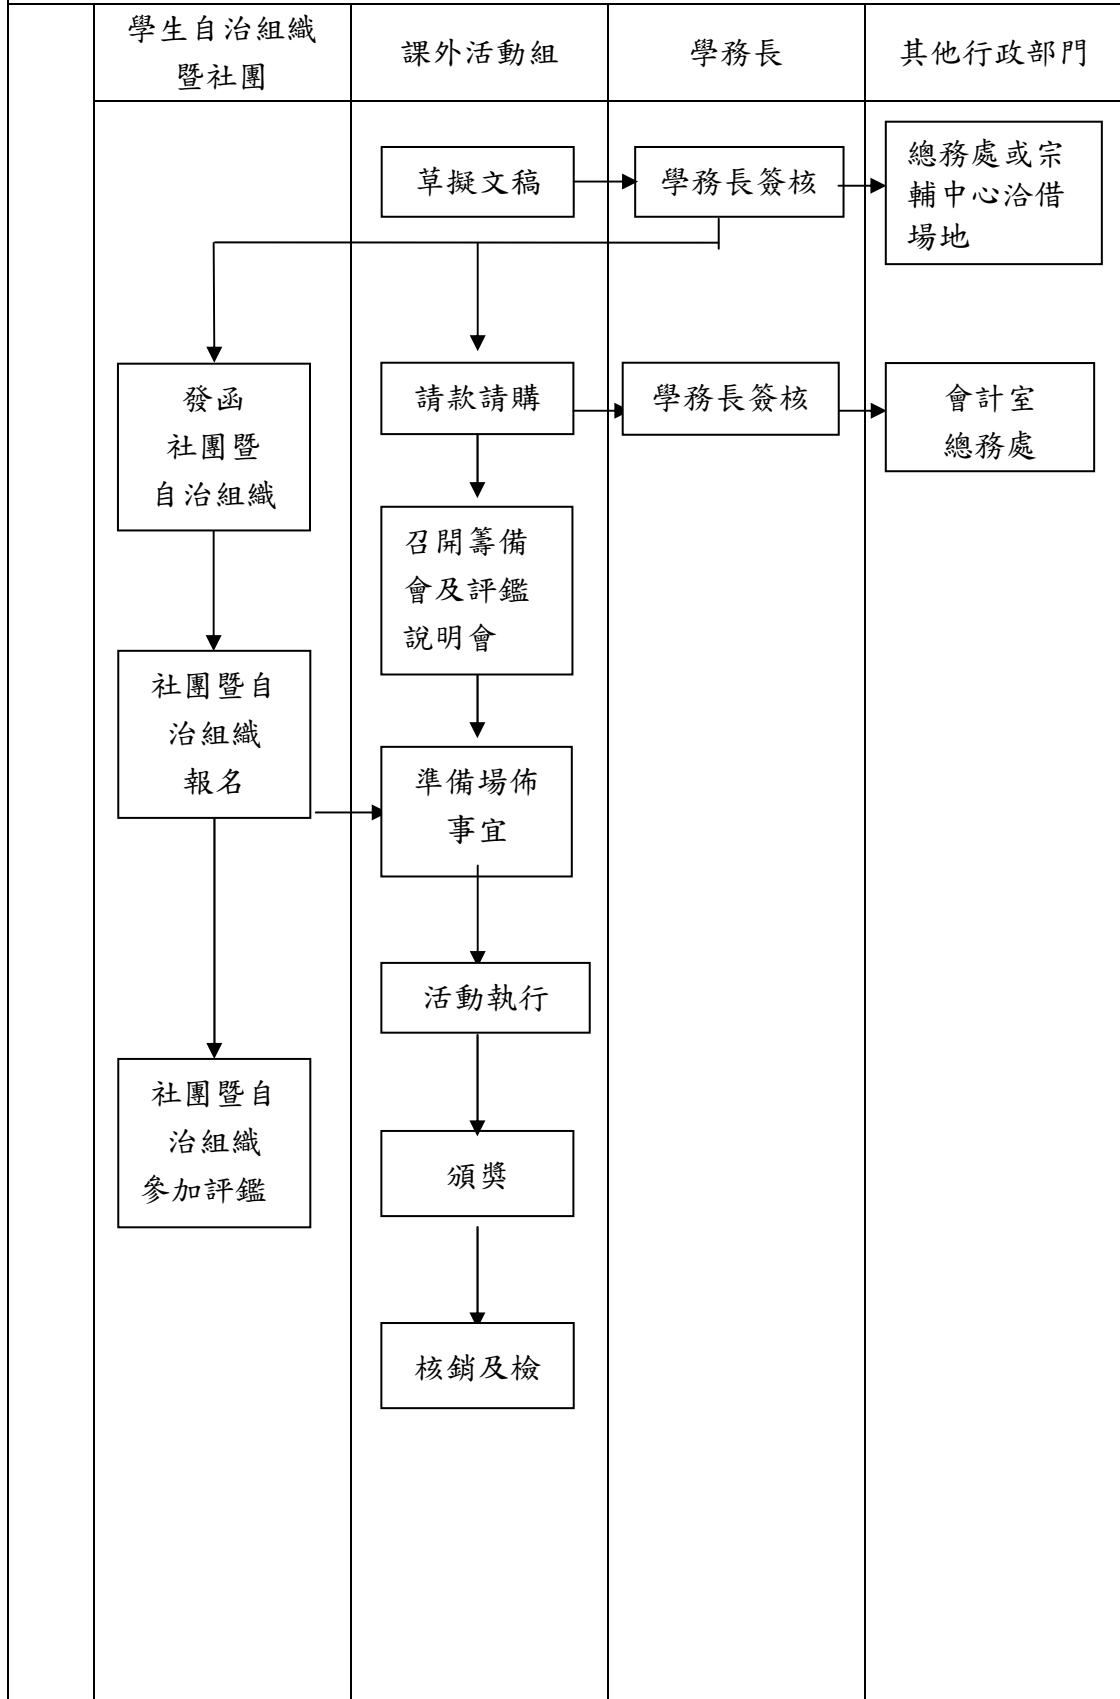 學生自治組織
暨社團
課外活動組
學務長
其他行政部門
草擬文稿
學務長簽核
總務處或宗
輔中心洽借
場地
發函
社團暨
自治組織
請款請購
學務長簽核
會計室
總務處
召開籌備
會及評鑑
說明會
社團暨自
治組織
報名
準備場佈
事宜
活動執行
社團暨自
治組織
參加評鑑
頒獎
核銷及檢